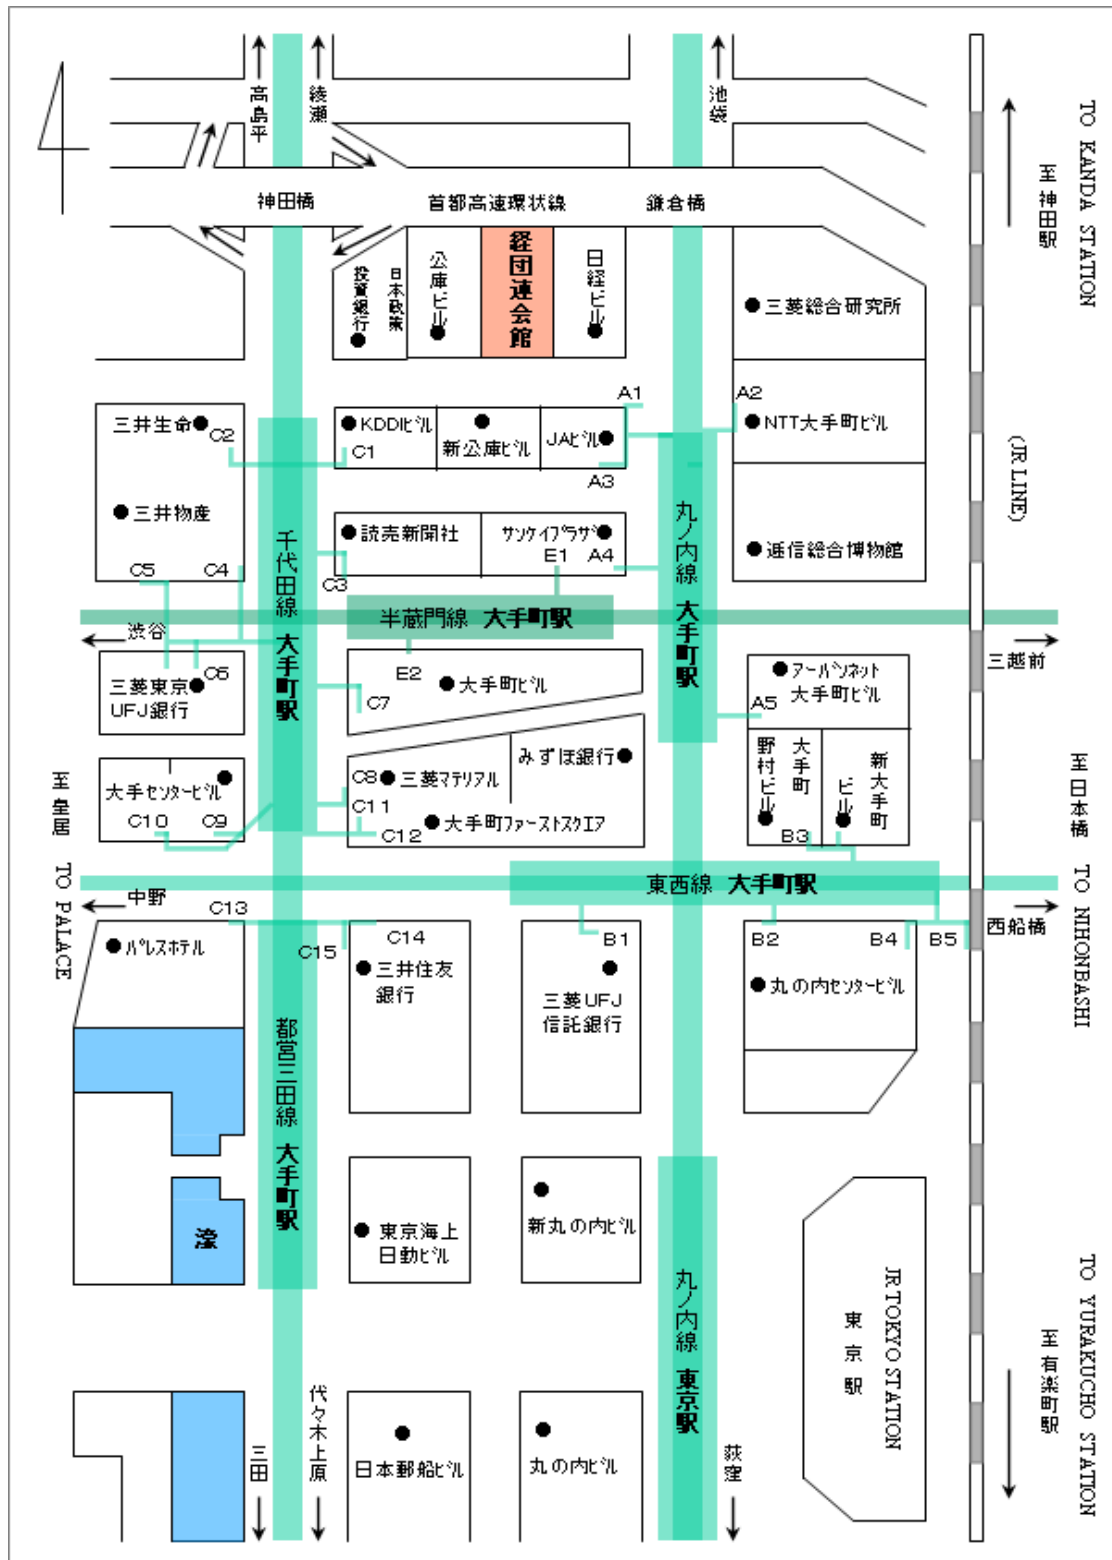 高島平
綾瀬
池袋
TO KANDA STATION
至神田駅
神田橋
首都高速環状線
鎌倉橋
日本政策
投資銀行
公庫ビル
経団連会館
日経ビル
三菱総合研究所
A1
A2
三井生命
C2
KDDIビル
C1
新公庫ビル
JAビル
A3
NTT大手町ビル
(JR LINE)
三井物産
千代田線 大手町駅
読売新聞社
サンケイプラザ
E1
A4
丸ノ内線 大手町駅
逓信総合博物館
C5
C4
C3
半蔵門線 大手町駅
渋谷
三越前
C6
三菱東京
UFJ銀行
E2
大手町ビル
C7
アーバンネット
大手町ビル
A5
至皇居
TO PALACE
大手センタービル
C10
C9
C8
三菱マテリアル
みずほ銀行
C11
C12
大手町ファーストスクエア
大手町
野村ビル
新大手町
ビル
B3
至日本橋
TO NIHONBASHI
東西線 大手町駅
中野
西船橋
C13
パレスホテル
C15
C14
三井住友
銀行
B1
三菱UFJ
信託銀行
B2
B4
B5
丸の内センタービル
都営三田線 大手町駅
濠
東京海上
日動ビル
新丸の内ビル
丸ノ内線 東京駅
JR TOKYO STATION
東京駅
TO YURAKUCHO STATION
至有楽町駅
三田
代々木上原
日本郵船ビル
丸の内ビル
荻窪